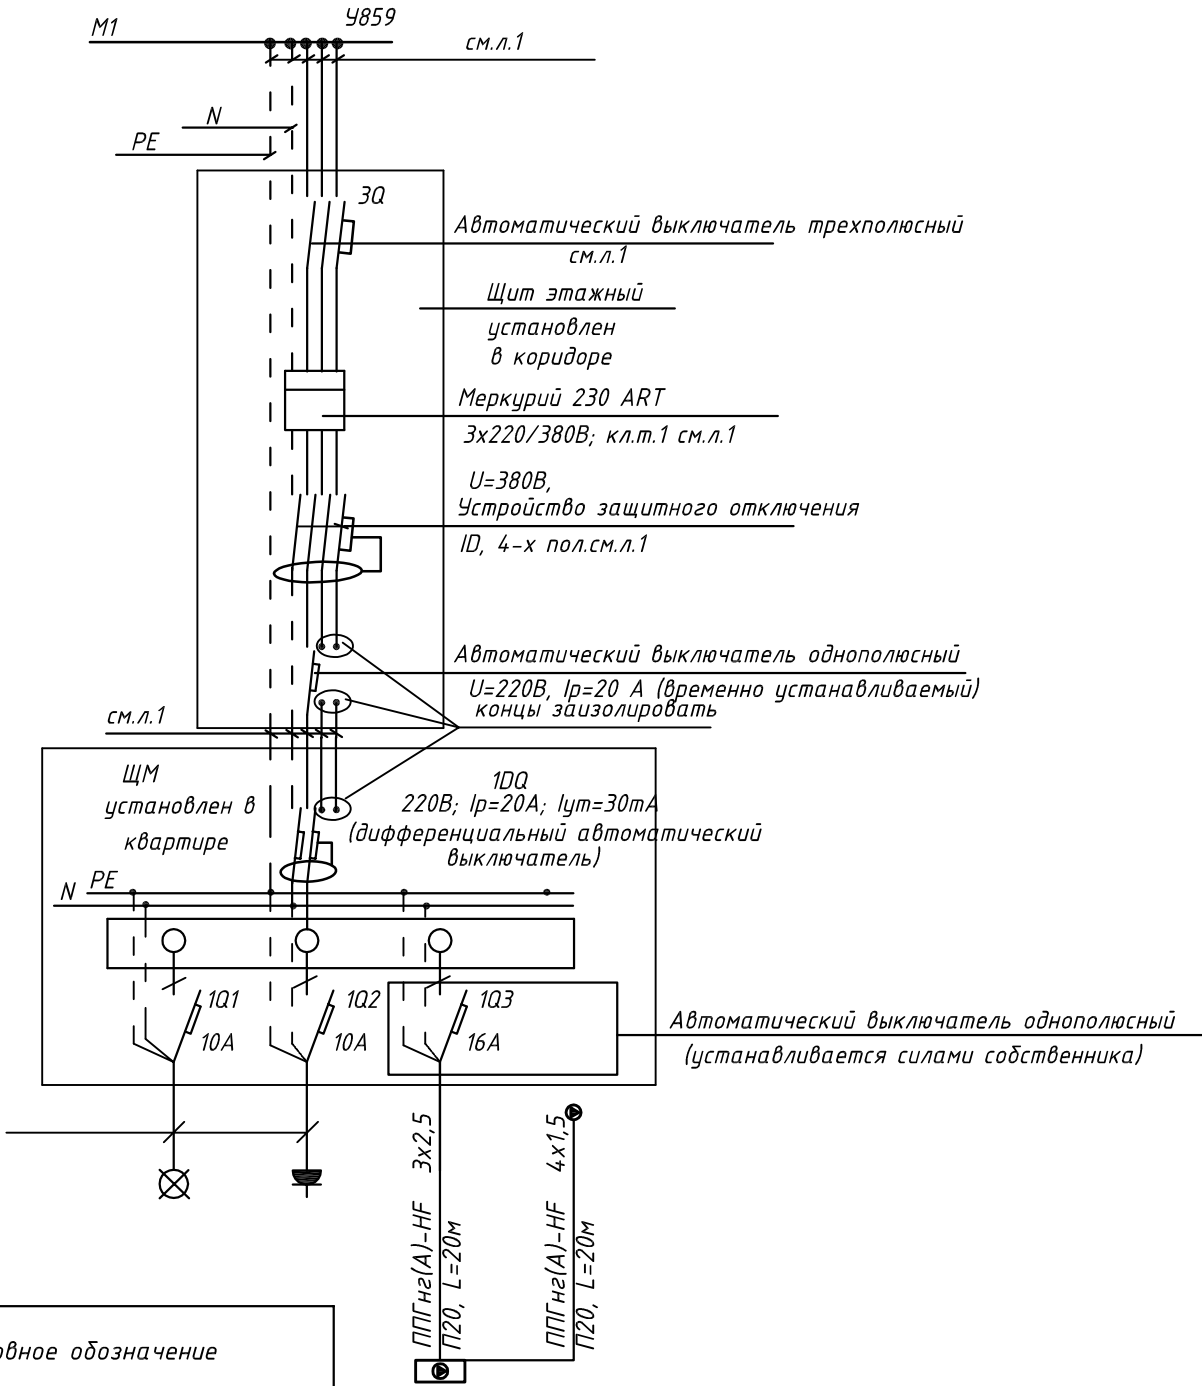 М1
У859
см.л.1
N
PE
3Q
Автоматический выключатель трехполюсный
см.л.1
Щит этажный
установлен
в коридоре
Меркурий 230 ART
3х220/380В; кл.т.1 см.л.1
U=380В,
Устройство защитного отключения
ID, 4-х пол.см.л.1
Автоматический выключатель однополюсный
U=220В, Iр=20 А (временно устанавливаемый)
концы заизолировать
см.л.1
ЩМ
установлен в
квартире
1DQ
220В; Iр=20А; Iут=30mA
(дифференциальный автоматический
выключатель)
PE
N
1Q1
10А
1Q2
10А
1Q3
16А
Автоматический выключатель однополюсный
(устанавливается силами собственника)
ППГнг(А)-HF 3х2,5
П20, L=20м
ППГнг(А)-HF 4х1,5
П20, L=20м
овное обозначение